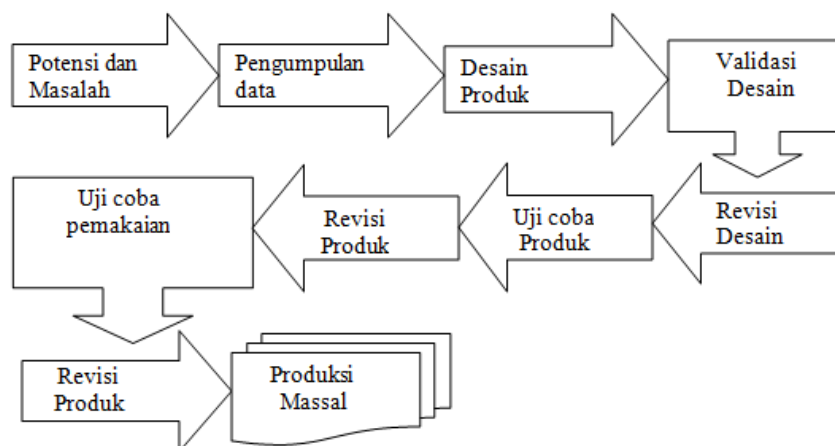 Potensi dan
Masalah
Pengumpulan
data
Desain
Produk
Validasi
Desain
Revisi
Desain
Uji coba
Produk
Revisi
Produk
Uji coba
pemakaian
Revisi
Produk
Produksi
Massal